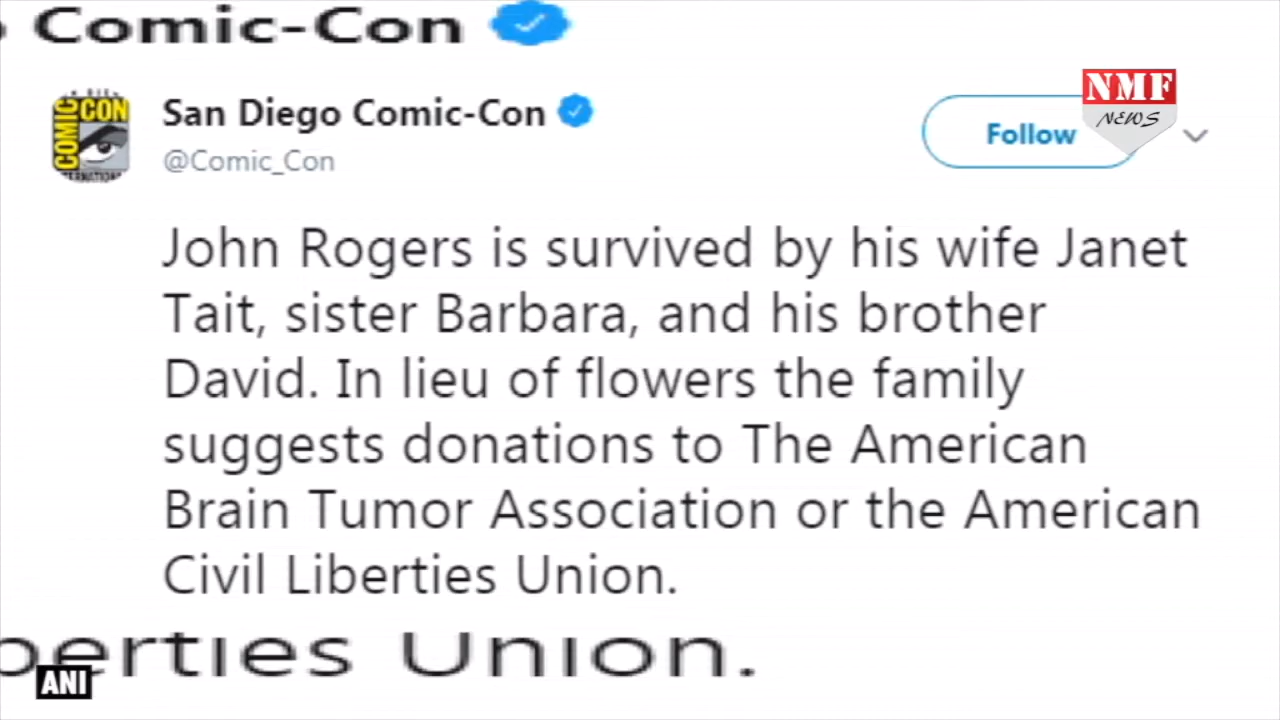 Comic-Con
NMF
NEWS
COMIC CON
San Diego Comic-Con
@Comic_Con
Follow
John Rogers is survived by his wife Janet
Tait, sister Barbara, and his brother
David. In lieu of flowers the family
suggests donations to The American
Brain Tumor Association or the American
Civil Liberties Union.
perties Union.
ANI